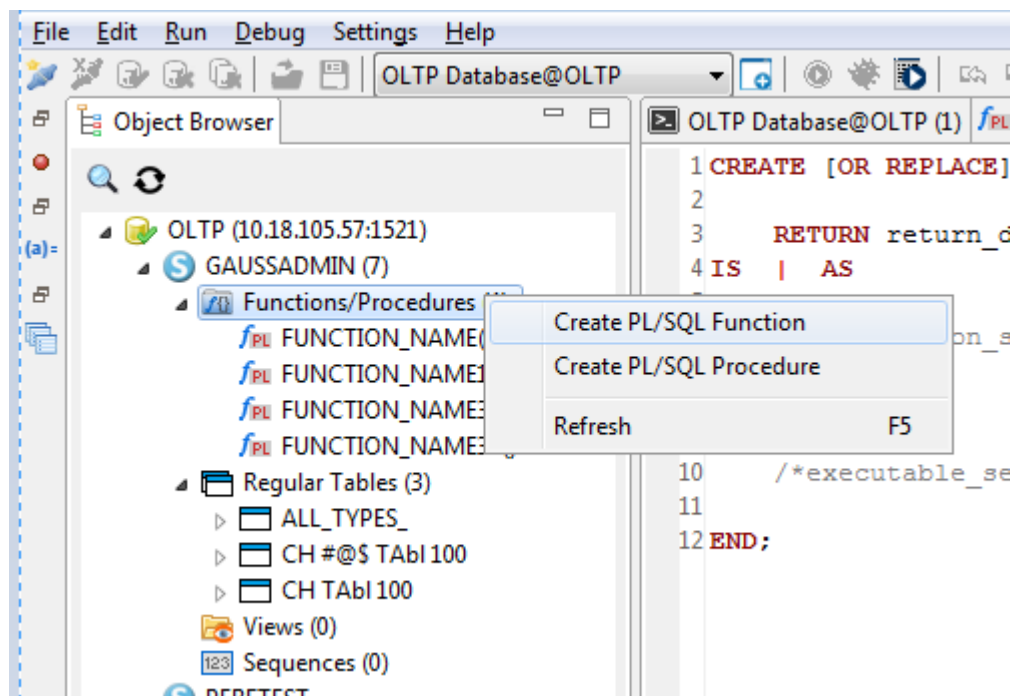 File Edit Run Debug Settings Help
OLTP Database@OLTP
Object Browser
OLTP (10.18.105.57:1521)
GAUSSADMIN (7)
Functions/Procedures
FUNCTION_NAME(
FUNCTION_NAME1
FUNCTION_NAME3
FUNCTION_NAME3
Regular Tables (3)
ALL_TYPES_
CH #@$ TAbl 100
CH TAbl 100
Views (0)
123 Sequences (0)
Create PL/SQL Function
Create PL/SQL Procedure
Refresh F5
OLTP Database@OLTP (1)
1 CREATE [OR REPLACE]
2
3 RETURN return_d
4 IS | AS
on_s
10 /*executable_se
11
12 END;
(a)=